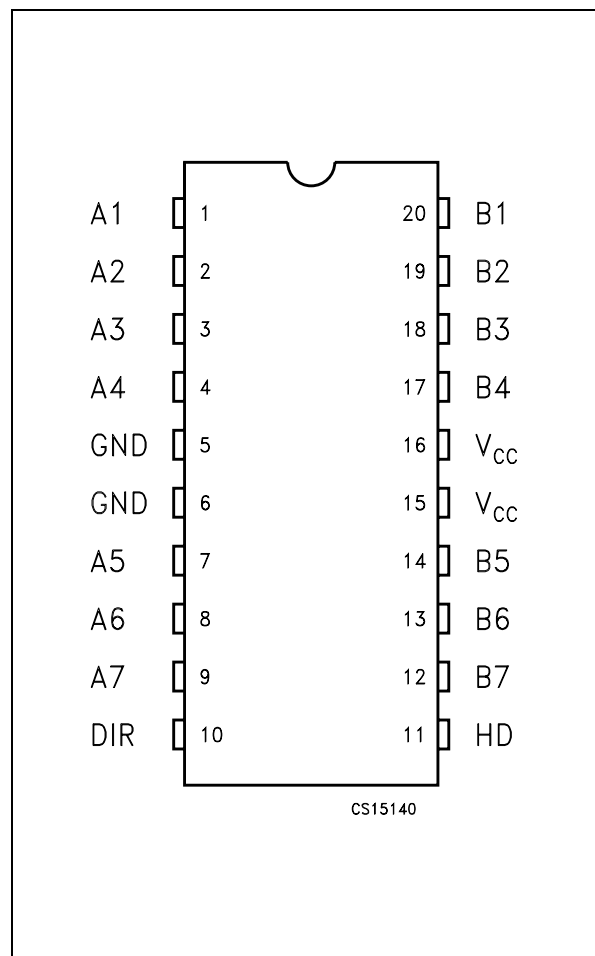 A1 1 20 B1
A2 2 19 B2
A3 3 18 B3
A4 4 17 B4
GND 5 16 VCC
GND 6 15 VCC
A5 7 14 B5
A6 8 13 B6
A7 9 12 B7
DIR 10 11 HD
CS15140